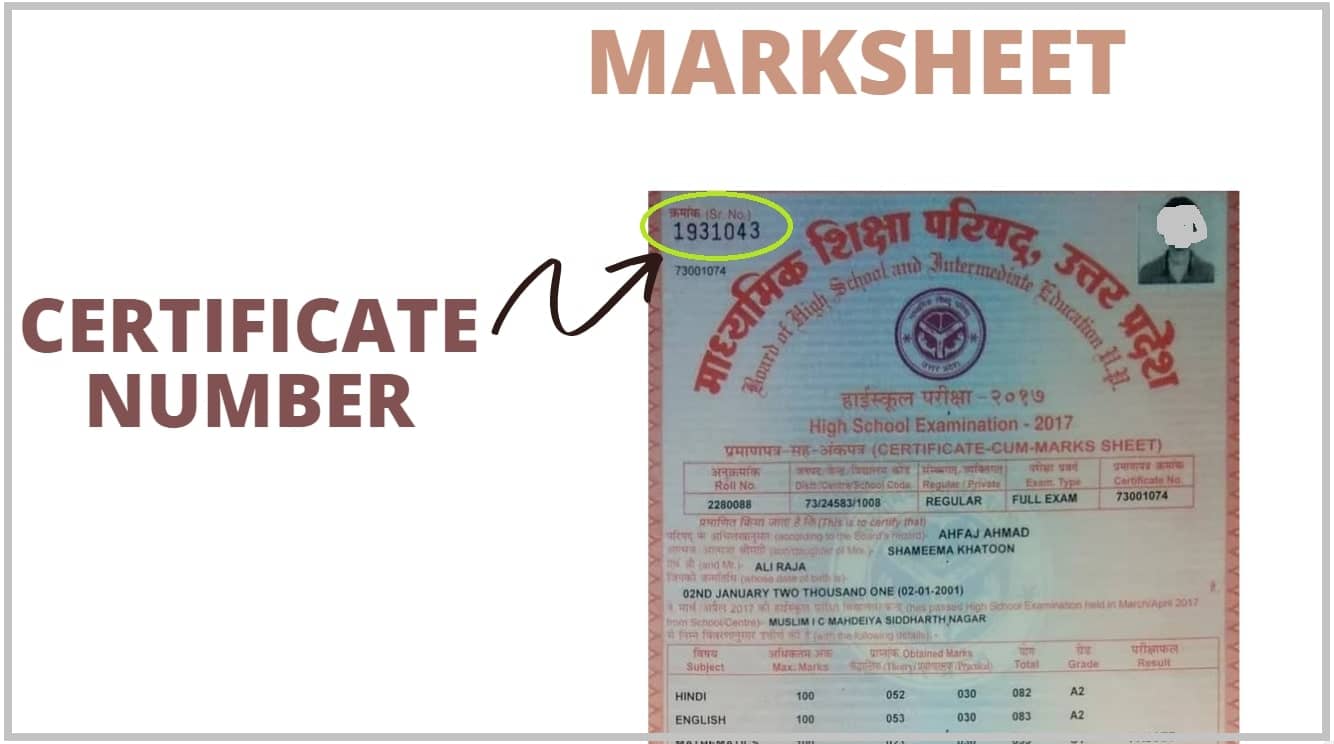 MARKSHEET
CERTIFICATE
NUMBER
क्रमांक (Sr. No.)
1931043
73001074
माध्यमिक शिक्षा परिषद्, उत्तर प्रदेश
Board of High School and Intermediate Education U.P.
उत्तर प्रदेश
हाईस्कूल परीक्षा - २०१७
High School Examination - 2017
प्रमाणपत्र-सह-अंकपत्र (CERTIFICATE-CUM-MARKS SHEET)
अनुक्रमांक जनपद/केन्द्र/विद्यालय कोड संस्थागत/व्यक्तिगत परीक्षा प्रवर्ग प्रमाणपत्र क्रमांक
Roll No. Distt./Centre/School Code Regular / Private Exam. Type Certificate No.
2280088 73/24583/1008 REGULAR FULL EXAM 73001074
प्रमाणित किया जाता है कि (This is to certify that)
परिषद के अभिलेखानुसार (according to the Board's record)- AHFAJ AHMAD
(son/daughter of Mrs.)- SHAMEEMA KHATOON
एवं श्री (and Mr.)- ALI RAJA
जिनकी जन्मतिथि (whose date of birth is)-
02ND JANUARY TWO THOUSAND ONE (02-01-2001) है,
ने मार्च/अप्रैल 2017 की हाईस्कूल परीक्षा विद्यालय/केन्द्र (has passed High School Examination held in March/April 2017
from School/Centre)- MUSLIM I C MAHDEIYA SIDDHARTH NAGAR
से निम्न विवरणानुसार उत्तीर्ण की है (with the following details):-
विषय अधिकतम अंक प्राप्तांक Obtained Marks योग ग्रेड परीक्षाफल
Subject Max. Marks सैद्धान्तिक (Theory) प्रयोगात्मक (Practical) Total Grade Result
HINDI 100 052 030 082 A2
ENGLISH 100 053 030 083 A2
MATHEMATICS 100